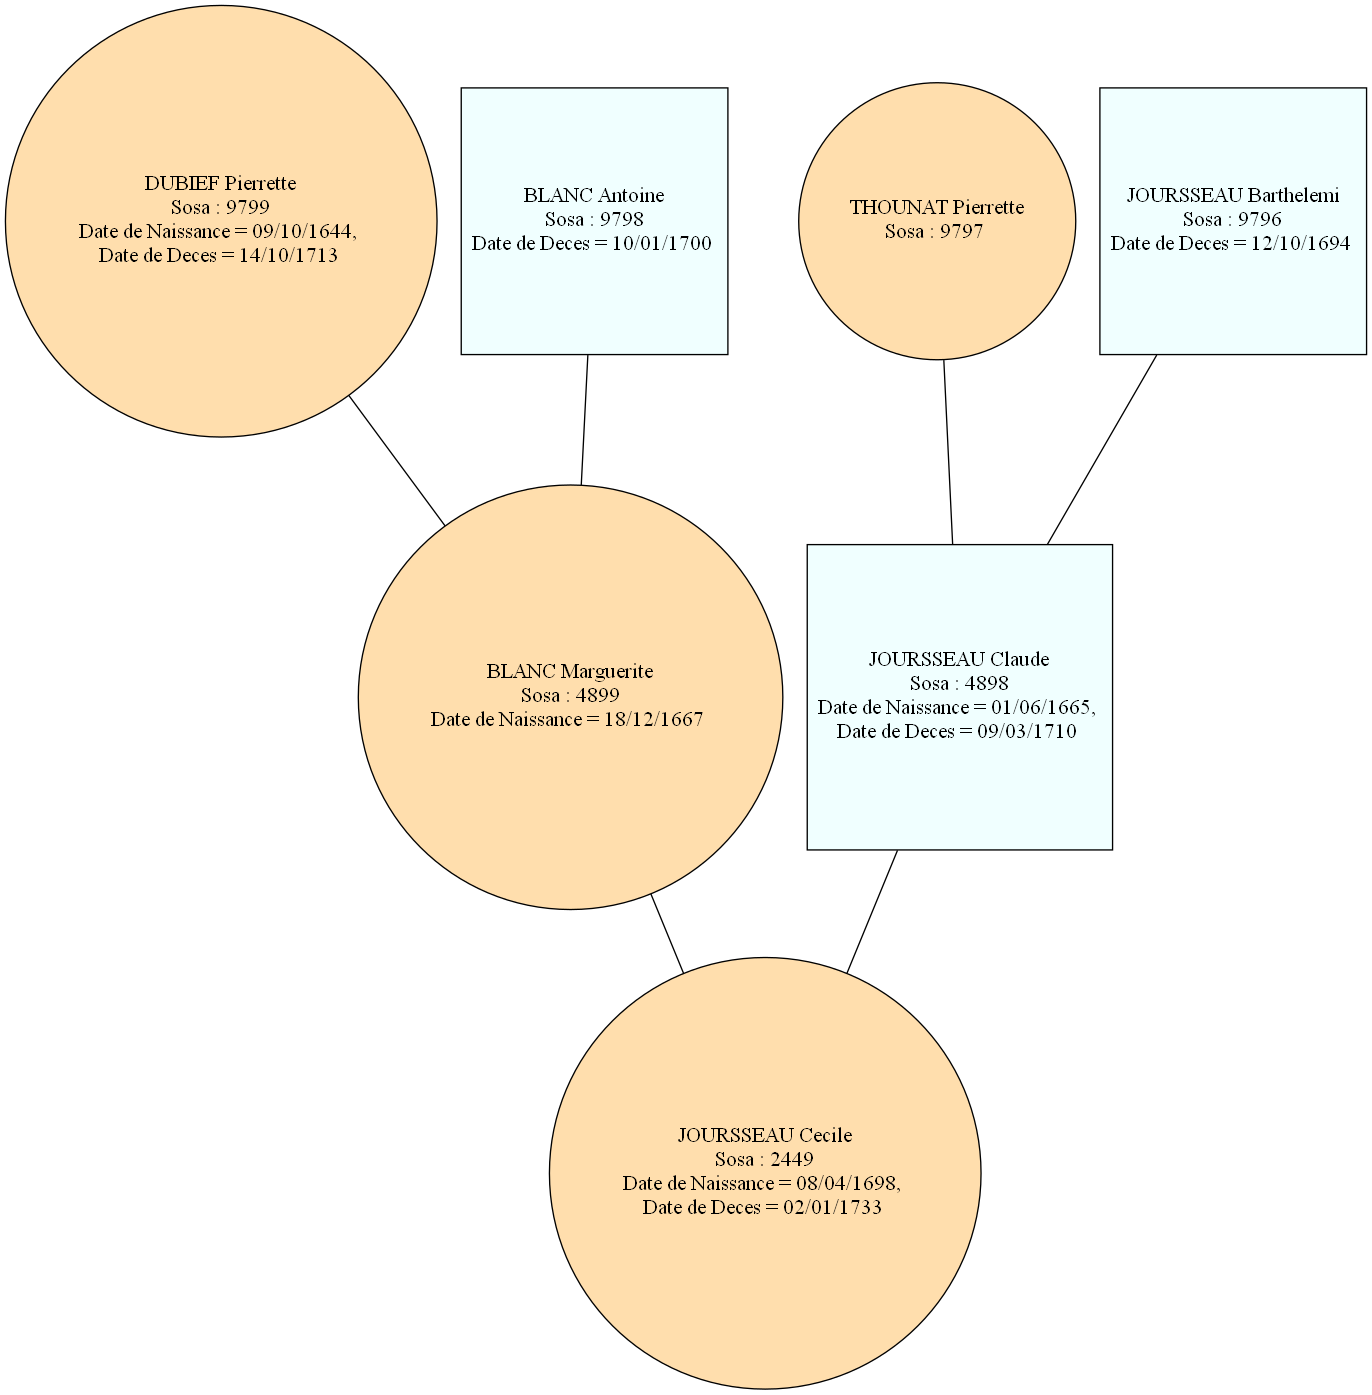 DUBIEF Pierrette
Sosa : 9799
Date de Naissance = 09/10/1644,
Date de Deces = 14/10/1713
BLANC Antoine
Sosa : 9798
Date de Deces = 10/01/1700
THOUNAT Pierrette
Sosa : 9797
JOURSSEAU Barthelemi
Sosa : 9796
Date de Deces = 12/10/1694
BLANC Marguerite
Sosa : 4899
Date de Naissance = 18/12/1667
JOURSSEAU Claude
Sosa : 4898
Date de Naissance = 01/06/1665,
Date de Deces = 09/03/1710
JOURSSEAU Cecile
Sosa : 2449
Date de Naissance = 08/04/1698,
Date de Deces = 02/01/1733